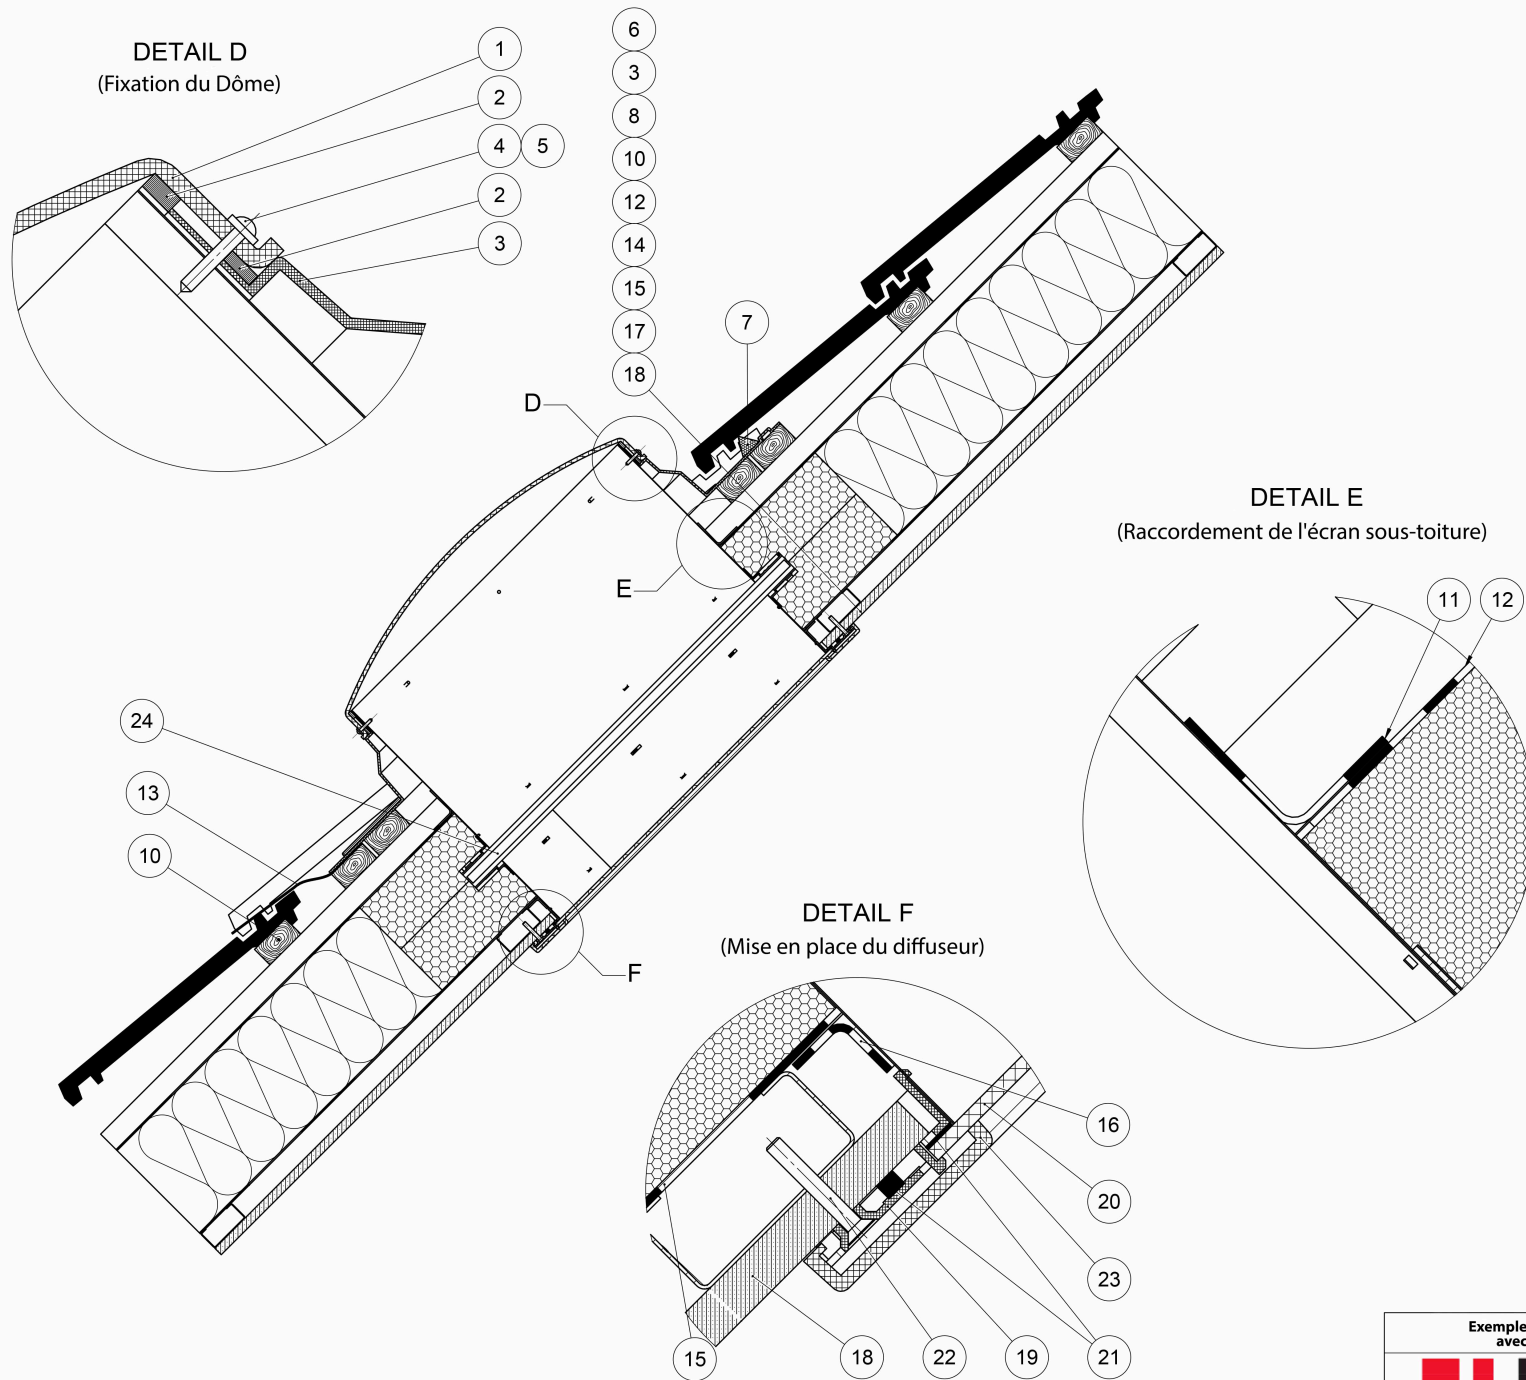 DETAIL D
(Fixation du Dôme)
1
2
4 5
2
3
6
3
8
10
12
14
15
17
18
7
D
E
F
24
13
10
DETAIL E
(Raccordement de l'écran sous-toiture)
11 12
DETAIL F
(Mise en place du diffuseur)
16
20
23
15 18 22 19 21
Exemple
avec